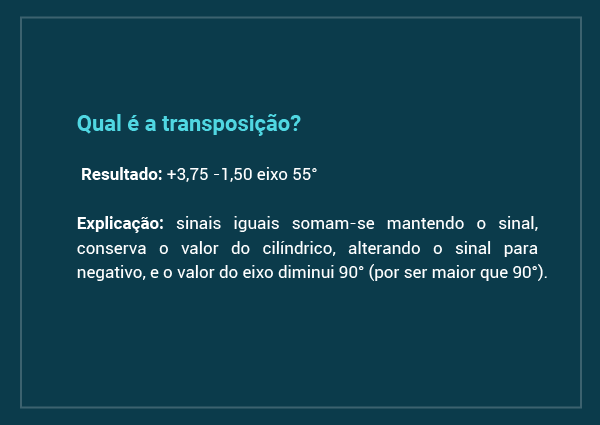 Qual é a transposição?
Resultado: +3,75 -1,50 eixo 55°
Explicação: sinais iguais somam-se mantendo o sinal,
conserva o valor do cilíndrico, alterando o sinal para
negativo, e o valor do eixo diminui 90° (por ser maior que 90°).